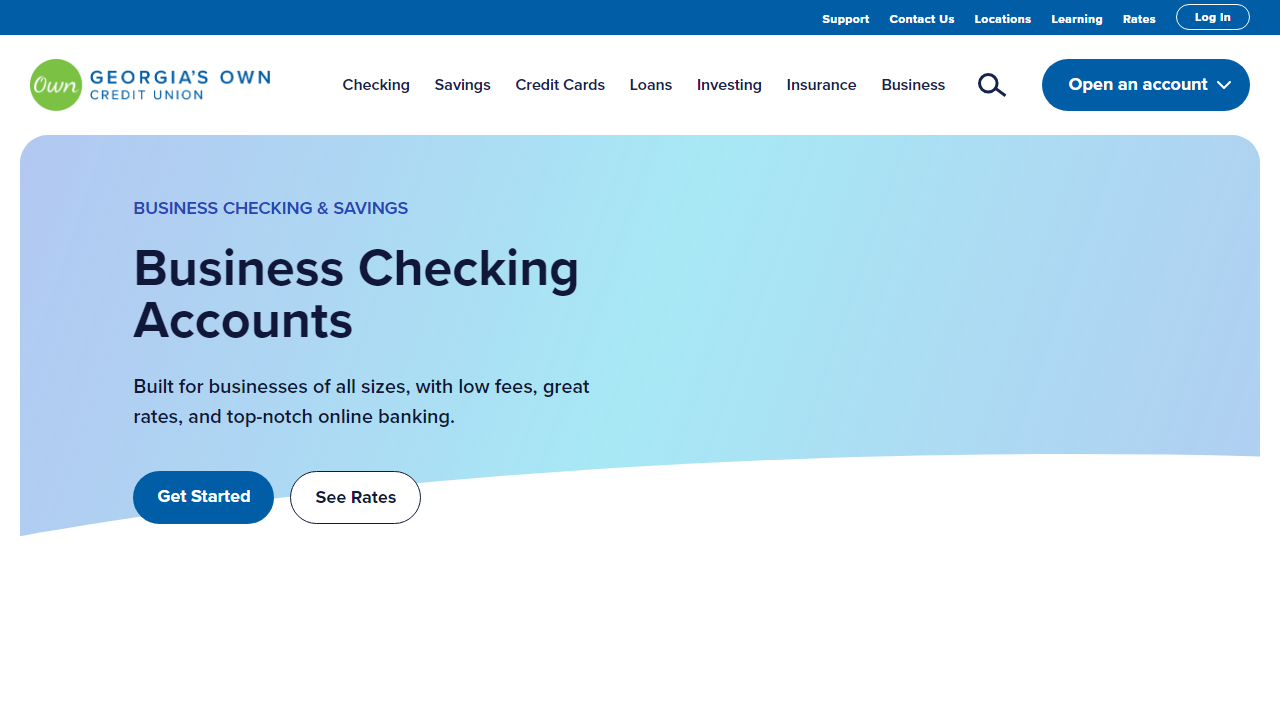 Support Contact Us Locations Learning Rates Log In
Own GEORGIA'S OWN
CREDIT UNION
Checking Savings Credit Cards Loans Investing Insurance Business Open an account
BUSINESS CHECKING & SAVINGS
Business Checking
Accounts
Built for businesses of all sizes, with low fees, great
rates, and top-notch online banking.
Get Started See Rates